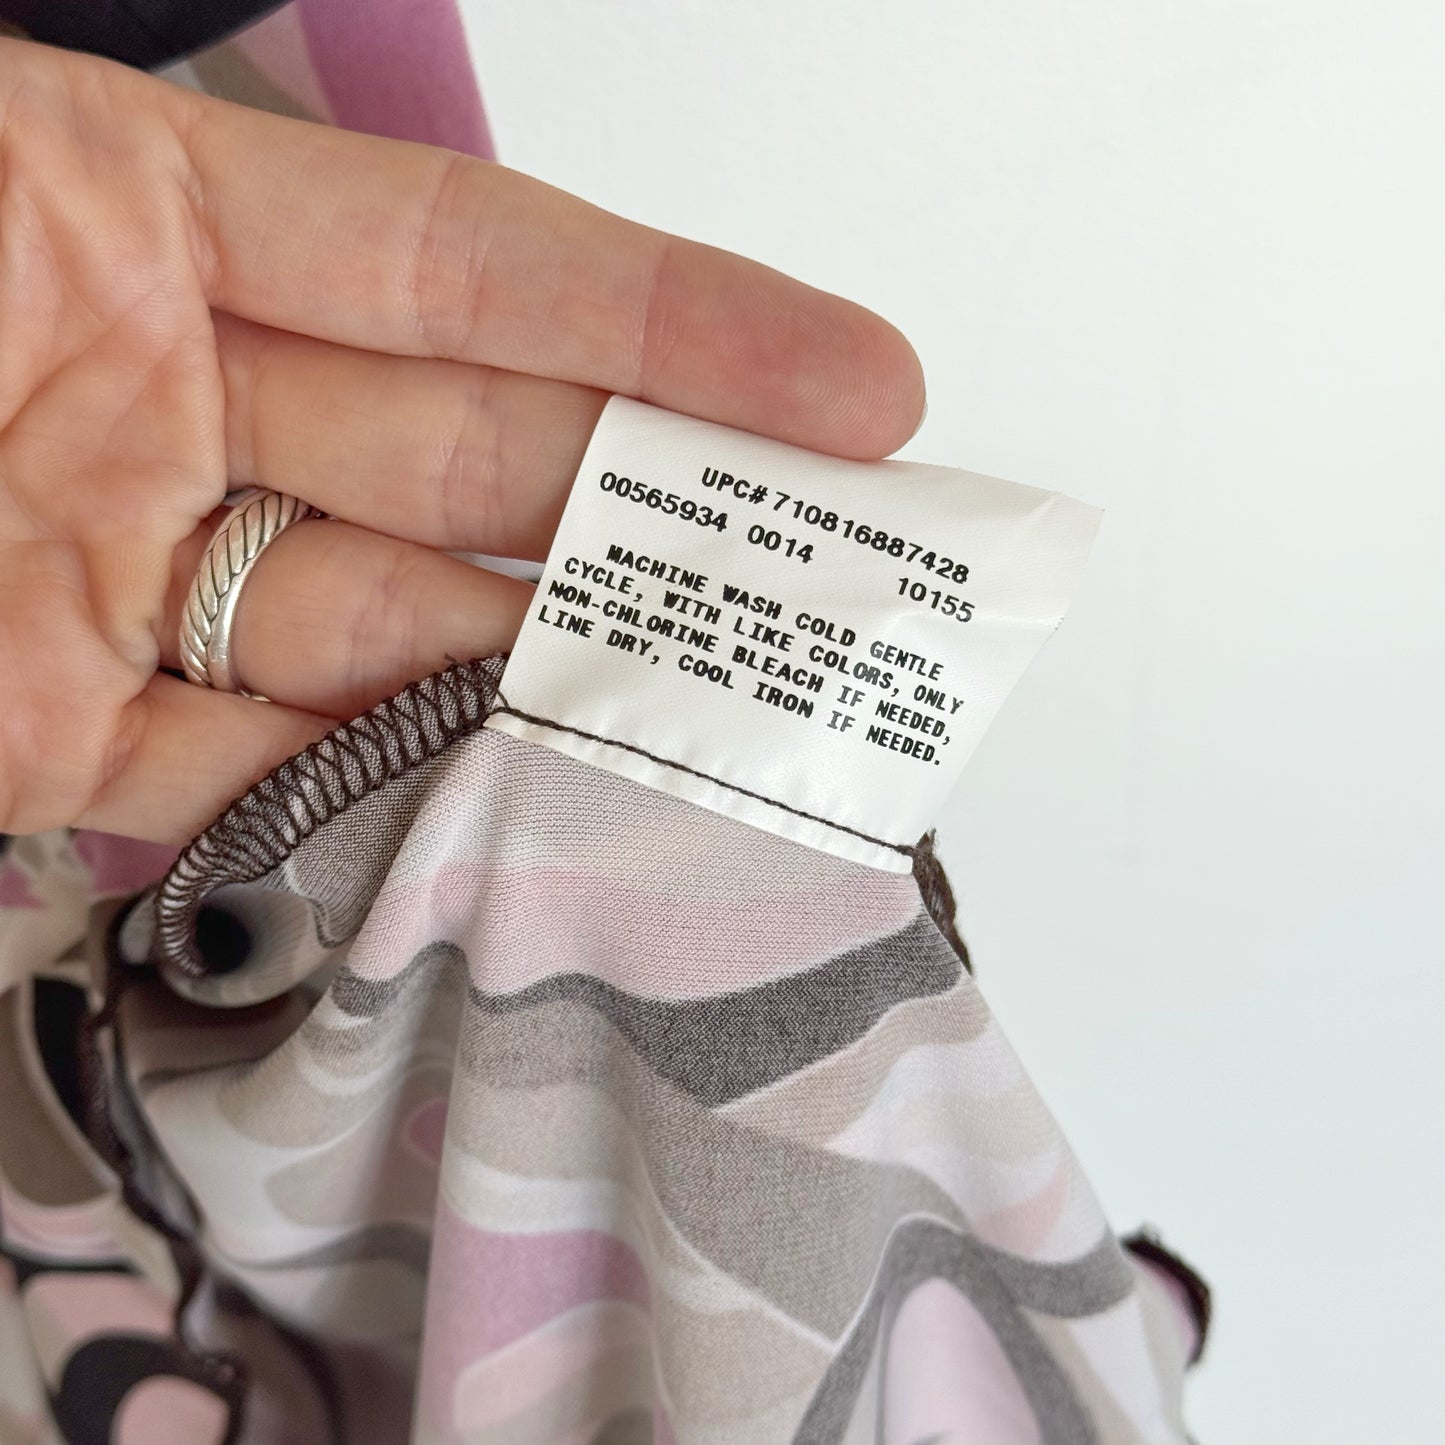 UPC# 710816887428
00565934 0014 10155
MACHINE WASH COLD GENTLE
CYCLE, WITH LIKE COLORS, ONLY
NON-CHLORINE BLEACH IF NEEDED,
LINE DRY, COOL IRON IF NEEDED.